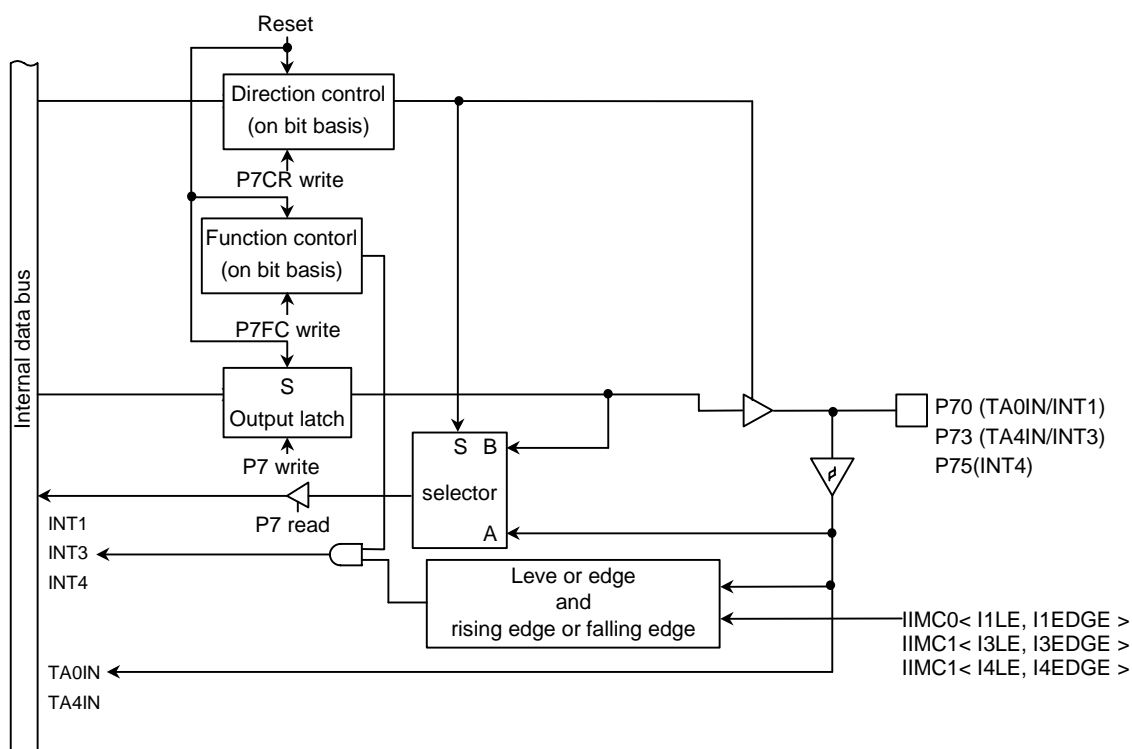 Reset
Direction control
(on bit basis)
P7CR write
Function contorl
(on bit basis)
P7FC write
Internal data bus
S
Output latch
P7 write
S B
selector
A
P7 read
P70 (TA0IN/INT1)
P73 (TA4IN/INT3)
P75(INT4)
INT1
INT3
INT4
Leve or edge
and
rising edge or falling edge
IIMC0< I1LE, I1EDGE >
IIMC1< I3LE, I3EDGE >
IIMC1< I4LE, I4EDGE >
TA0IN
TA4IN